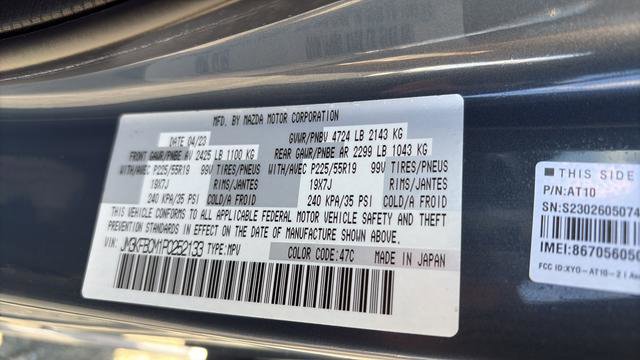 MFD. BY MAZDA MOTOR CORPORATION
DATE 04/23 GVWR/PNBV 4724 LB 2143 KG
FRONT GAWR/PNBE AV 2425 LB 1100 KG REAR GAWR/PNBE AR 2299 LB 1043 KG
WITH/AVEC P225/55R19 99V TIRES/PNEUS WITH/AVEC P225/55R19 99V TIRES/PNEUS
19X7J RIMS/JANTES 19X7J RIMS/JANTES
240 KPA/35 PSI COLD/A FROID 240 KPA/35 PSI COLD/A FROID
THIS VEHICLE CONFORMS TO ALL APPLICABLE FEDERAL MOTOR VEHICLE SAFETY AND THEFT
PREVENTION STANDARDS IN EFFECT ON THE DATE OF MANUFACTURE SHOWN ABOVE.
VIN: JM3KFBCM1P0252133 TYPE:MPV COLOR CODE:47C MADE IN JAPAN
THIS SIDE
P/N:AT10
SN:S2302605074
IMEI:867056050
FCC ID:XYO-AT10-2